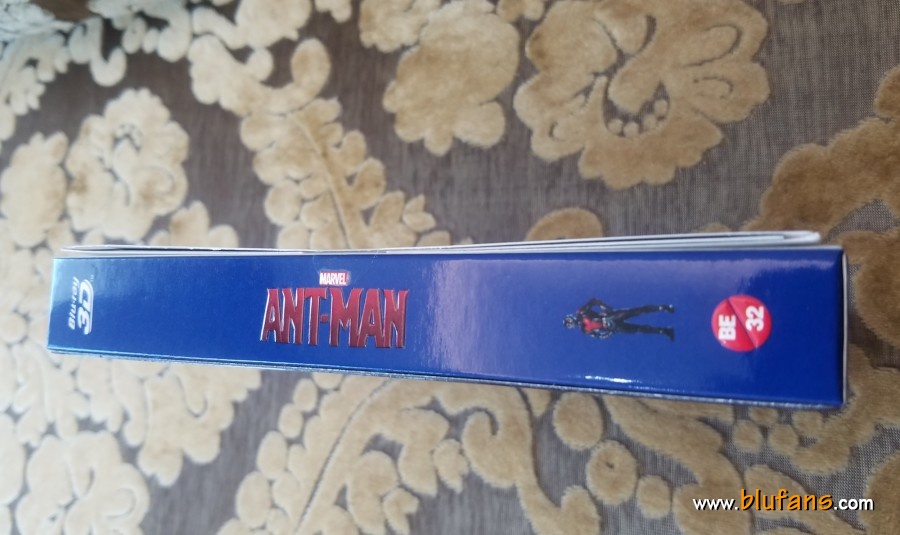 3D
Blu-ray
MARVEL
ANT-MAN
BE
32
www.blufans.com